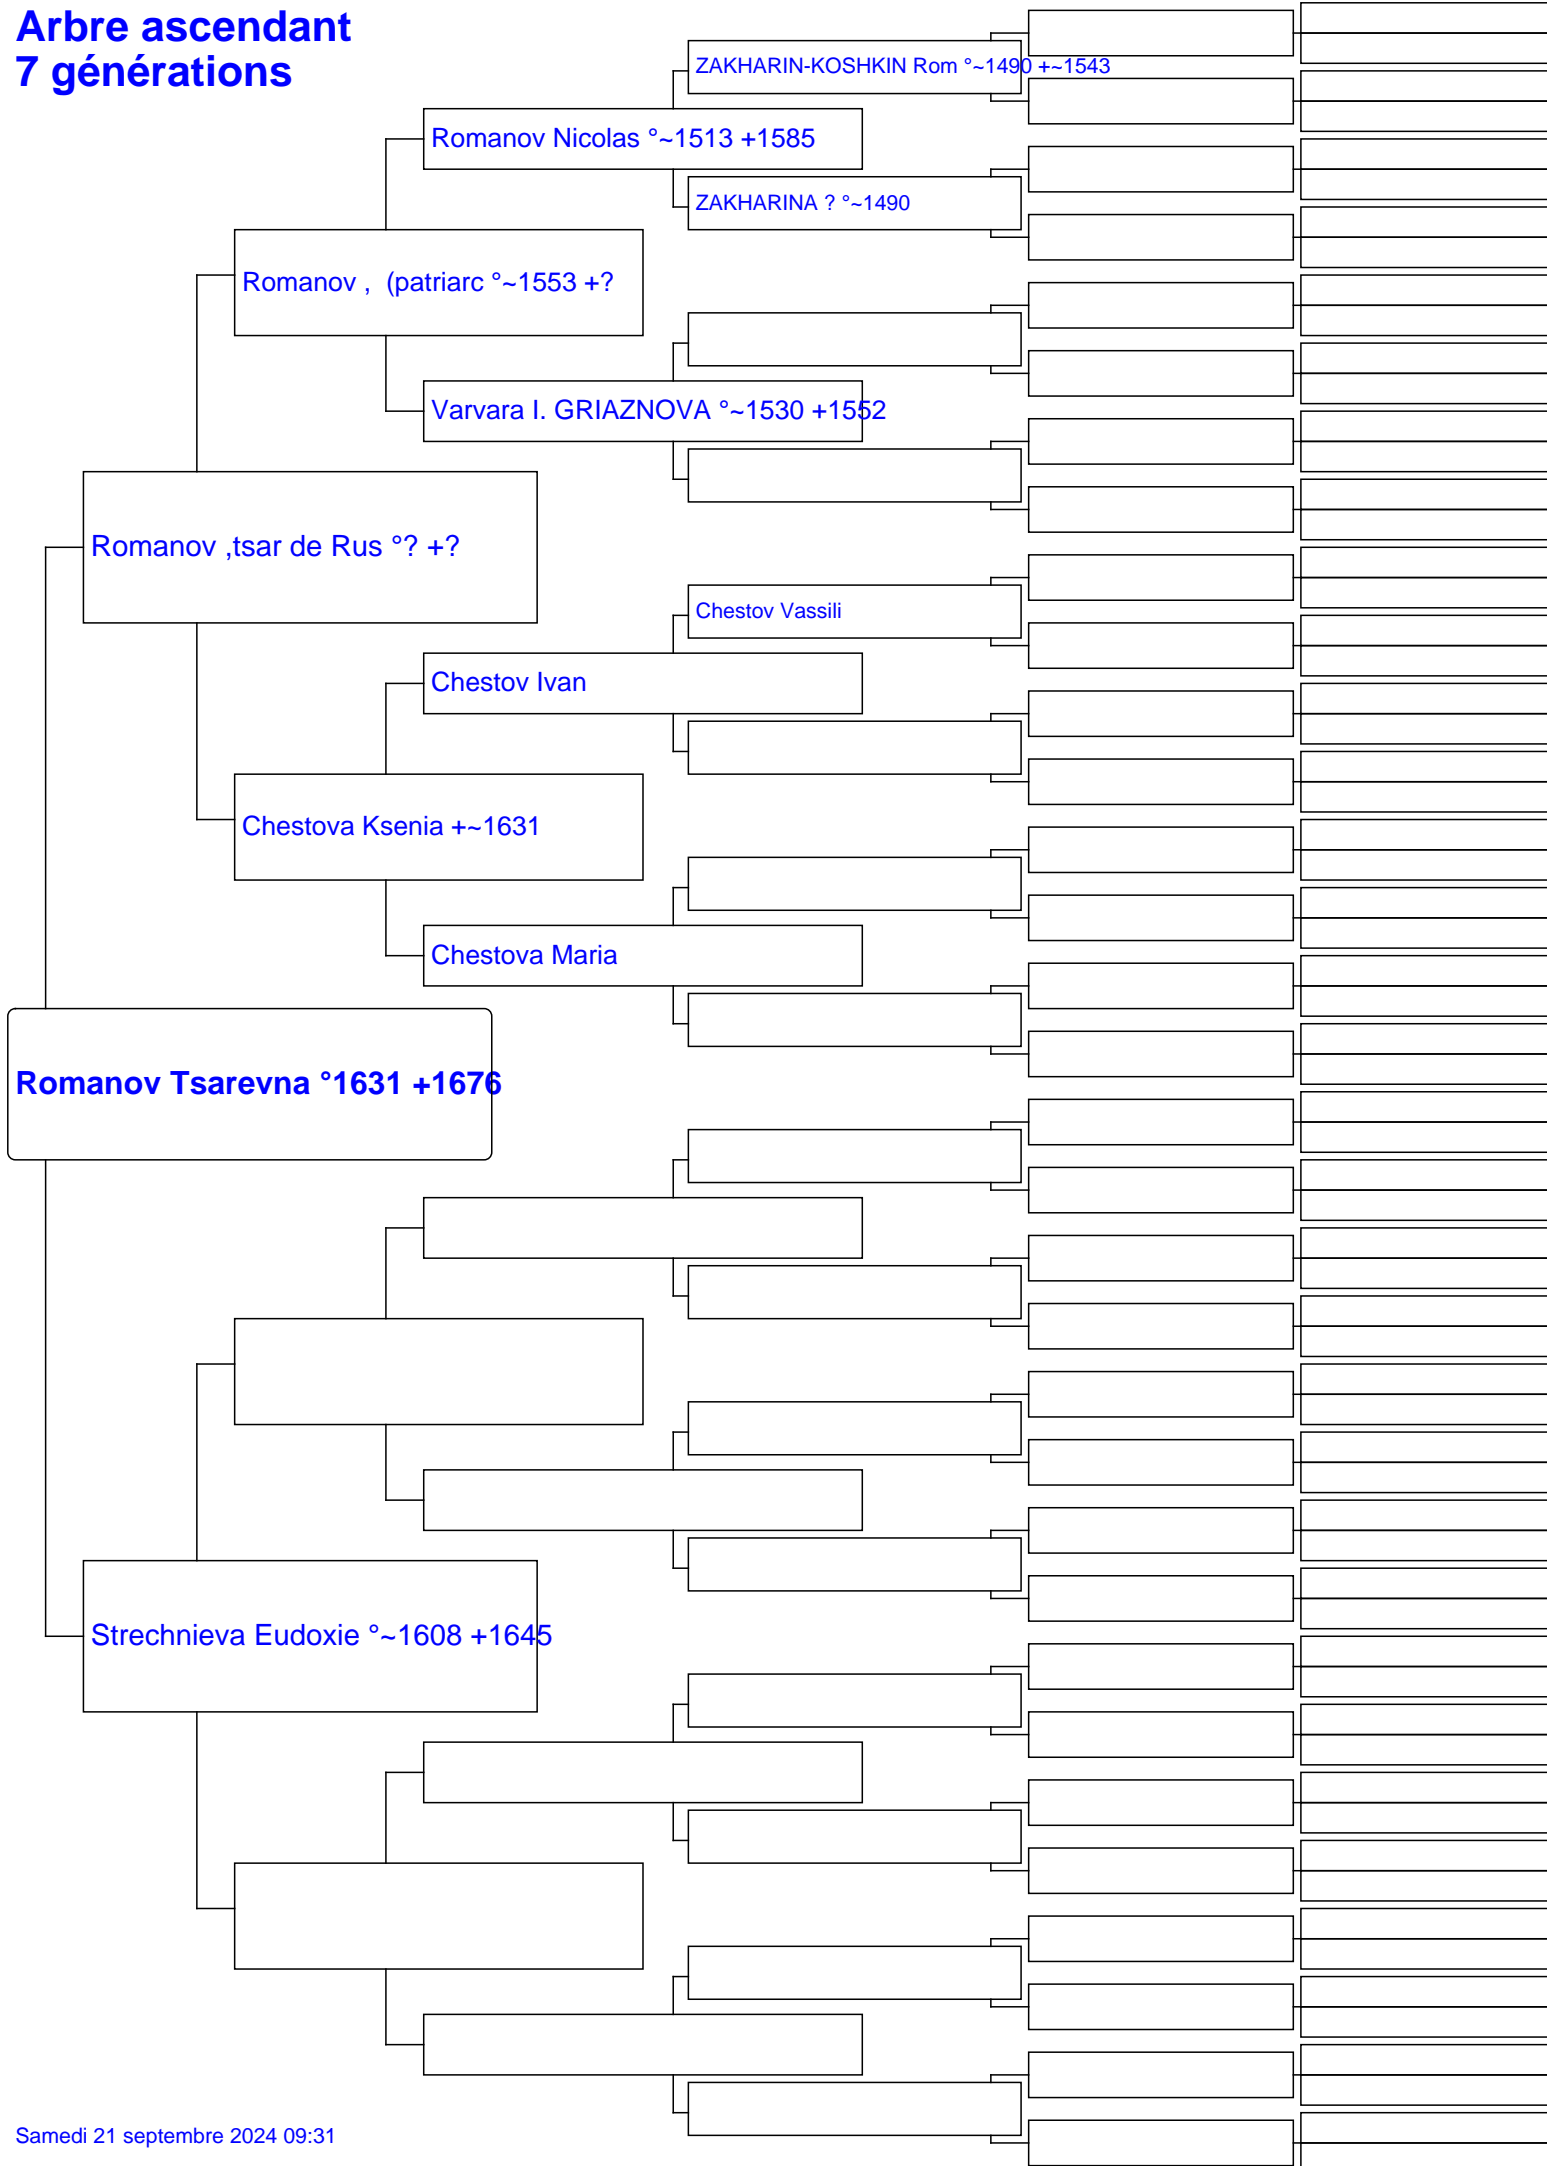 Arbre ascendant
7 générations
ZAKHARIN-KOSHKIN Rom °~1490 +~1543
Romanov Nicolas °~1513 +1585
ZAKHARINA ? °~1490
Romanov ,  (patriarc °~1553 +?
Varvara I. GRIAZNOVA °~1530 +1552
Romanov ,tsar de Rus °? +?
Chestov Vassili
Chestov Ivan
Chestova Ksenia +~1631
Chestova Maria
Romanov Tsarevna °1631 +1676
Strechnieva Eudoxie °~1608 +1645
Samedi 21 septembre 2024 09:31